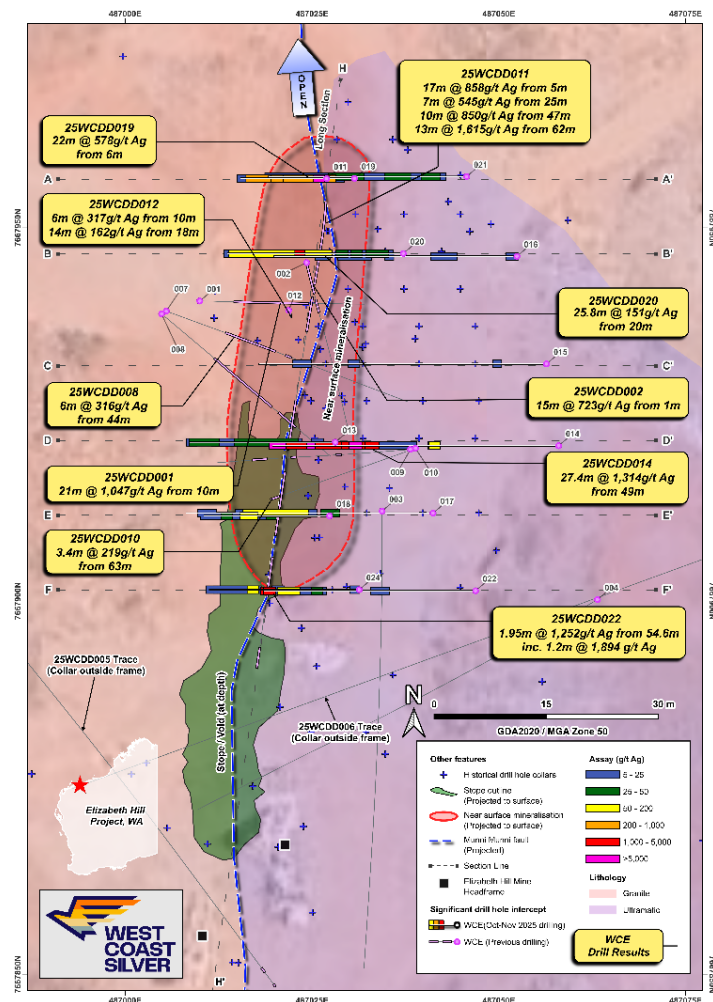 487000E
487025E
487050E
487075E
OPEN
H
Long Section
25WCDD011
17m @ 858g/t Ag from 5m
7m @ 545g/t Ag from 25m
10m @ 850g/t Ag from 47m
13m @ 1,615g/t Ag from 62m
25WCDD019
22m @ 578g/t Ag
from 6m
011
019
021
A
A'
25WCDD012
6m @ 317g/t Ag from 10m
14m @ 162g/t Ag from 18m
7667950N
7667950N
B
020
016
B'
002
007
001
012
008
25WCDD020
25.8m @ 151g/t Ag
from 20m
Near surface mineralisation
C
015
C'
25WCDD008
6m @ 316g/t Ag
from 44m
25WCDD002
15m @ 723g/t Ag from 1m
D
013
014
D'
009
010
25WCDD001
21m @ 1,047g/t Ag from 10m
25WCDD014
27.4m @ 1,314g/t Ag
from 49m
E
018
003
017
E'
25WCDD010
3.4m @ 219g/t Ag
from 63m
7667900N
7667900N
F
024
022
004
F'
25WCDD022
1.95m @ 1,252g/t Ag from 54.6m
inc. 1.2m @ 1,894 g/t Ag
25WCDD005 Trace
(Collar outside frame)
25WCDD006 Trace
(Collar outside frame)
Stope / Void (at depth)
N
0
15
30 m
GDA2020 / MGA Zone 50
Elizabeth Hill
Project, WA
Other features
Historical drill hole collars
Stope outline
(Projected to surface)
Near surface mineralisation
(Projected to surface)
Munni Munni fault
(Projected)
Section Line
Elizabeth Hill Mine
Headframe
Significant drill hole intercept
WCE(Oct-Nov 2025 drilling)
WCE (Previous drilling)
Assay (g/t Ag)
5 - 25
25 - 50
50 - 200
200 - 1,000
1,000 - 5,000
>5,000
Lithology
Granite
Ultramafic
WCE
Drill Results
WEST
COAST
SILVER
H'
7667850N
7667850N
487000E
487025E
487050E
487075E